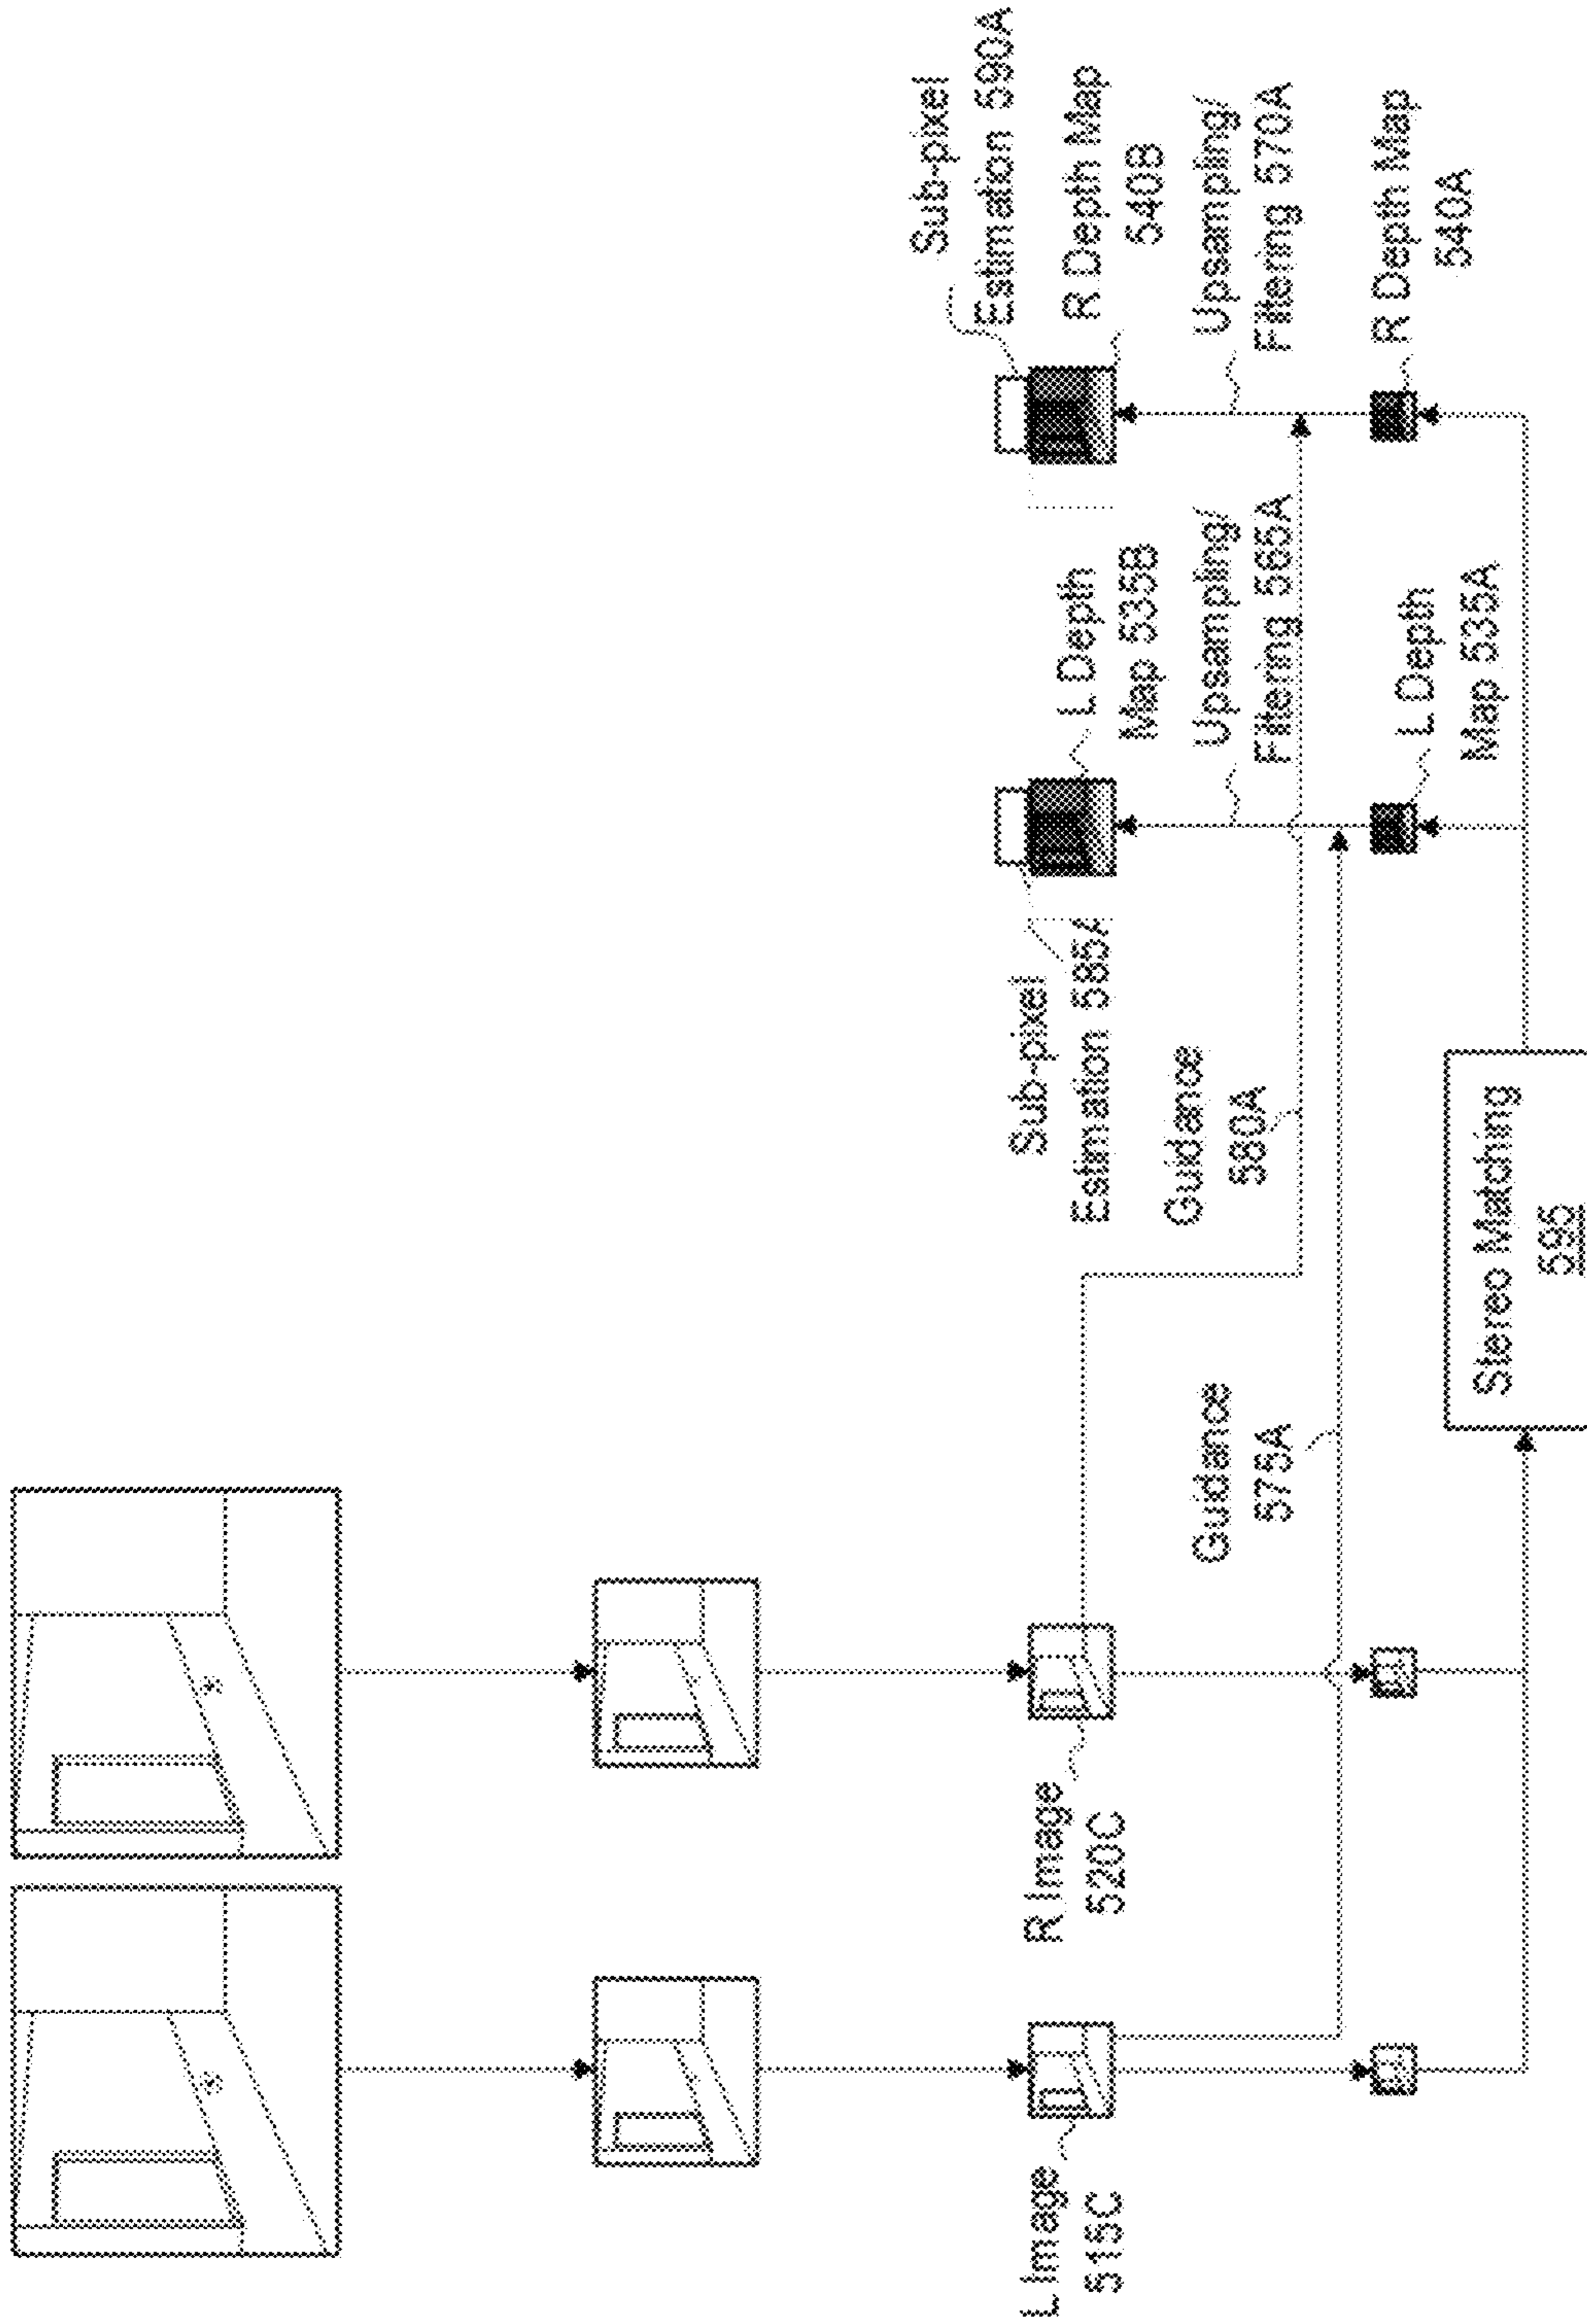 L Image
515C
R Image
520C
Guidance
575A
Guidance
580A
Sub-pixel
Estimation 585A
L Depth
Map 535B
Upsampling/
Filtering 565A
L Depth
Map 535A
Sub-pixel
Estimation 590A
R Depth Map
540B
Upsampling/
Filtering 570A
R Depth Map
540A
Stereo Matching
595